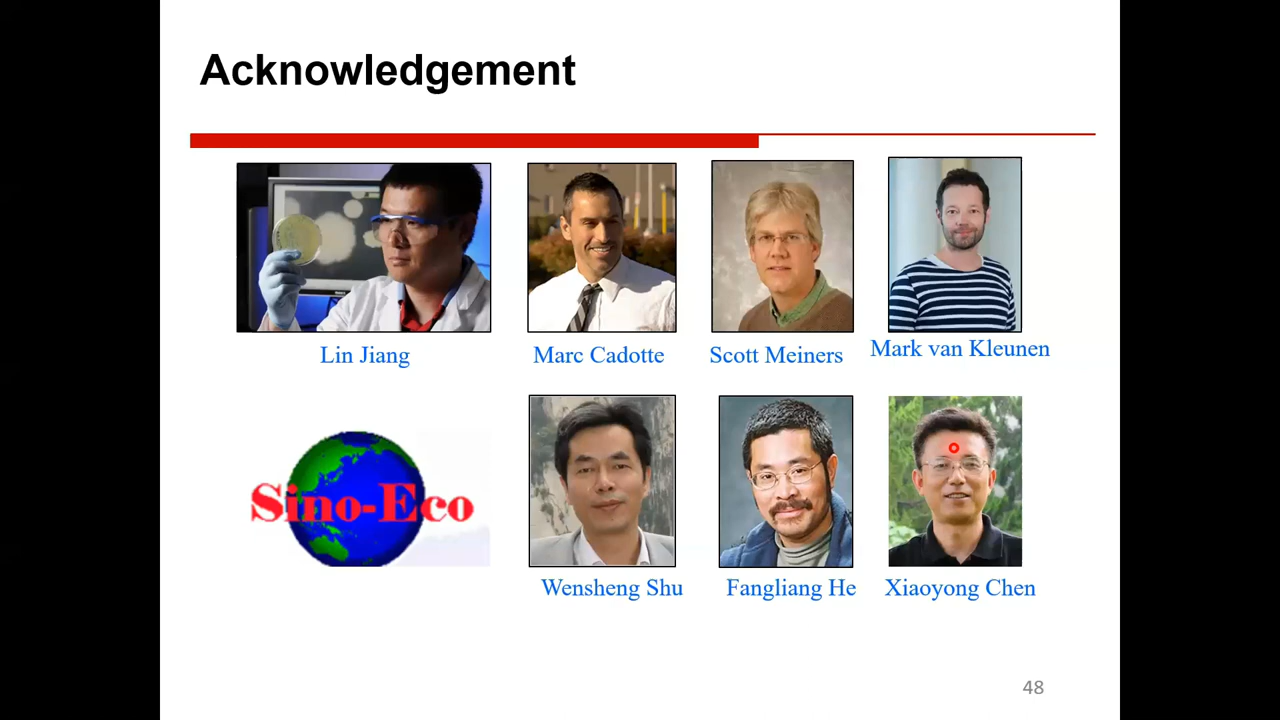 Acknowledgement
Lin Jiang
Marc Cadotte
Scott Meiners
Mark van Kleunen
Sino-Eco
Wensheng Shu
Fangliang He
Xiaoyong Chen
48